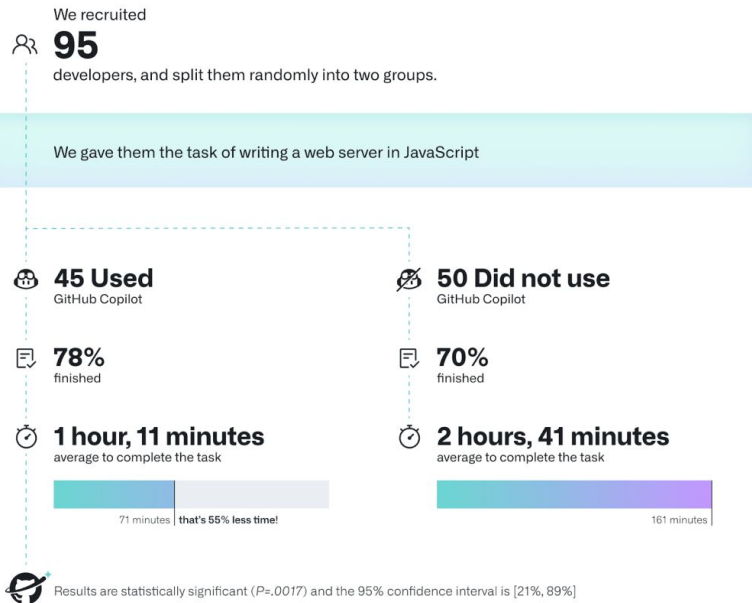 We recruited
95
developers, and split them randomly into two groups.
We gave them the task of writing a web server in JavaScript
45 Used
GitHub Copilot
78%
finished
1 hour, 11 minutes
average to complete the task
71 minutes
that's 55% less time!
50 Did not use
GitHub Copilot
70%
finished
2 hours, 41 minutes
average to complete the task
161 minutes
Results are statistically significant (P=.0017) and the 95% confidence interval is [21%, 89%]